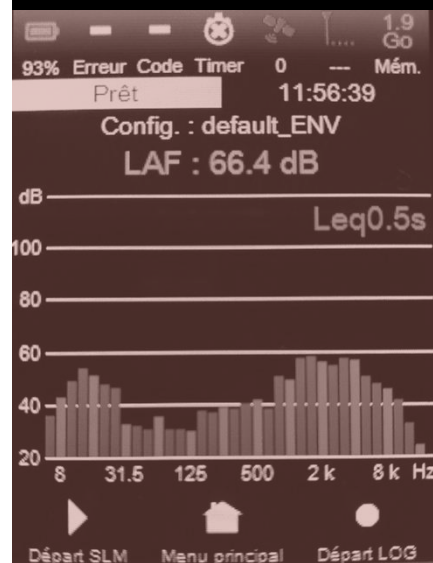 1.9
Go
93% Erreur Code Timer 0 --- Mém.
Prêt 11:56:39
Config. : default_ENV
LAF : 66.4 dB
dB
Leq0.5s
100
80
60
40
20
8 31.5 125 500 2 k 8 k Hz
Départ SLM Menu principal Départ LOG